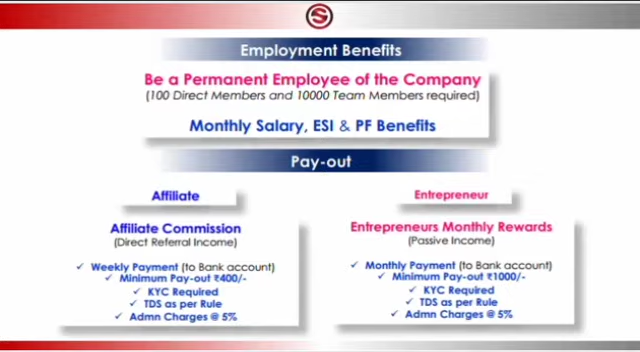 S
Employment Benefits
Be a Permanent Employee of the Company
(100 Direct Members and 10000 Team Members required)
Monthly Salary, ESI & PF Benefits
Pay-out
Affiliate
Affiliate Commission
(Direct Referral Income)
✓ Weekly Payment (to Bank account)
✓ Minimum Pay-out ₹400/-
✓ KYC Required
✓ TDS as per Rule
✓ Admn Charges @ 5%
Entrepreneur
Entrepreneurs Monthly Rewards
(Passive Income)
✓ Monthly Payment (to Bank account)
✓ Minimum Pay-out ₹1000/-
✓ KYC Required
✓ TDS as per Rule
✓ Admn Charges @ 5%